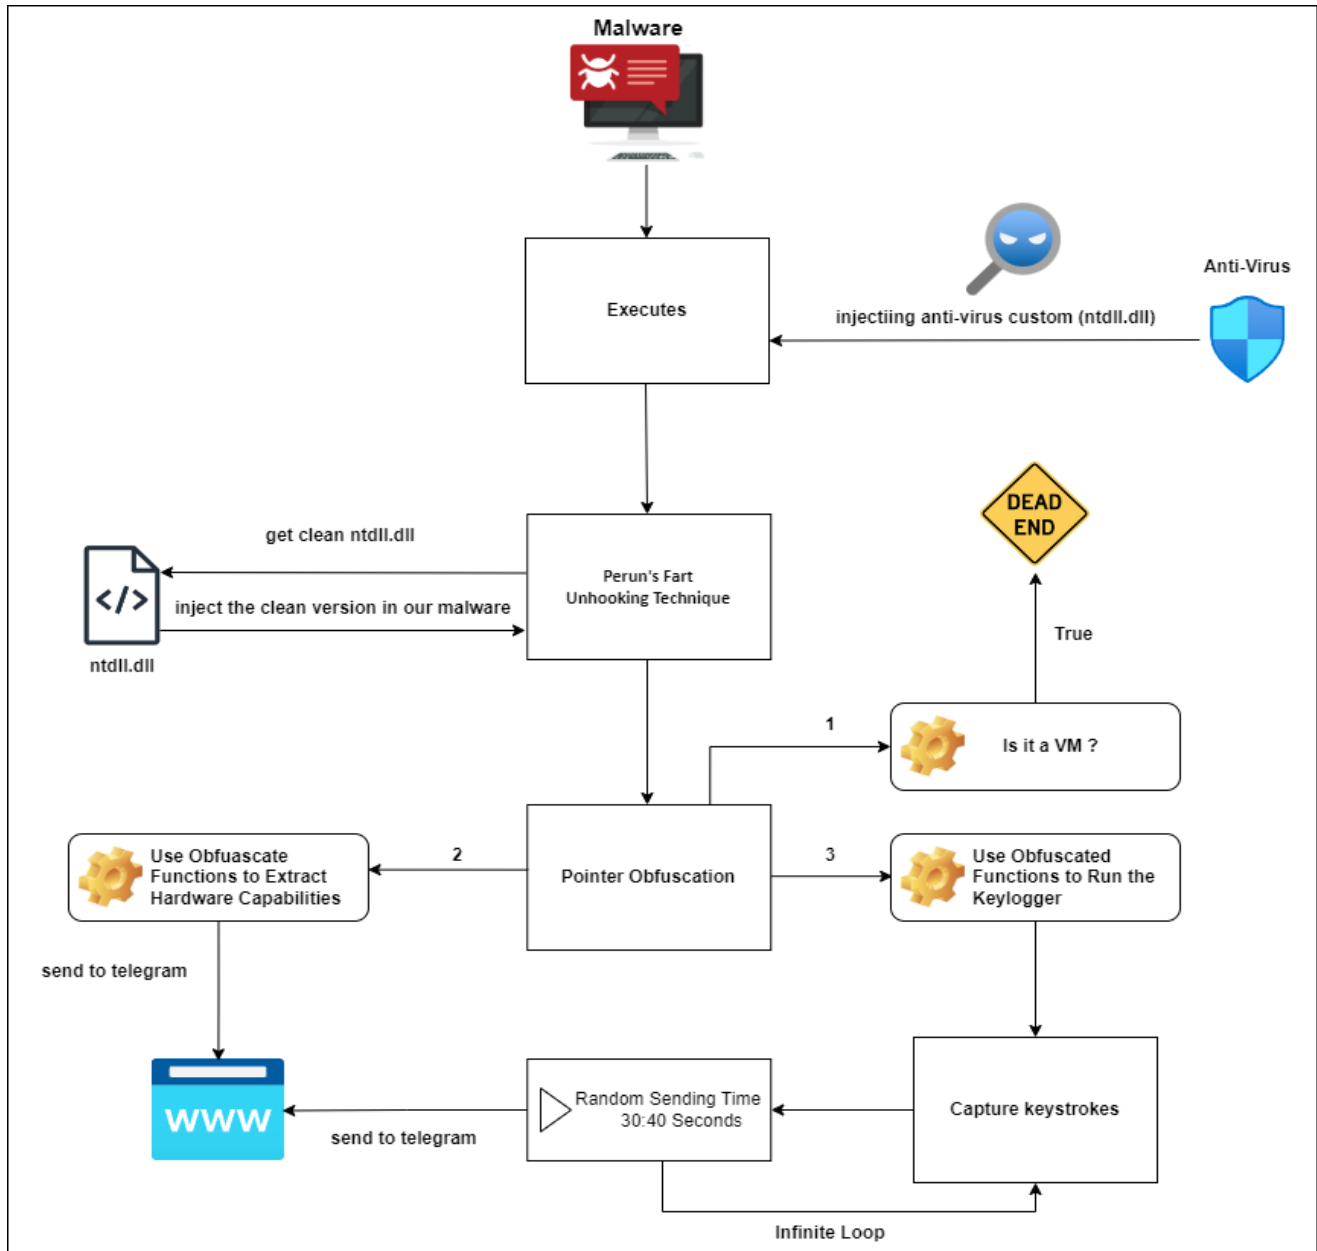 Malware
Executes
Anti-Virus
injectiing anti-virus custom (ntdll.dll)
get clean ntdll.dll
inject the clean version in our malware
ntdll.dll
Perun's Fart
Unhooking Technique
DEAD
END
True
1
Is it a VM ?
Use Obfuascate
Functions to Extract
Hardware Capabilities
2
Pointer Obfuscation
3
Use Obfuscated
Functions to Run the
Keylogger
send to telegram
www
send to telegram
Random Sending Time
30:40 Seconds
Capture keystrokes
Infinite Loop